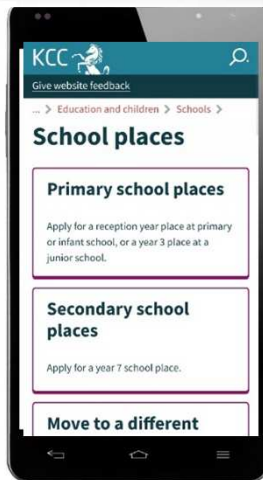 KCC
Give website feedback
... > Education and children > Schools >
School places
Primary school places
Apply for a reception year place at primary
or infant school, or a year 3 place at a
junior school.
Secondary school
places
Apply for a year 7 school place.
Move to a different